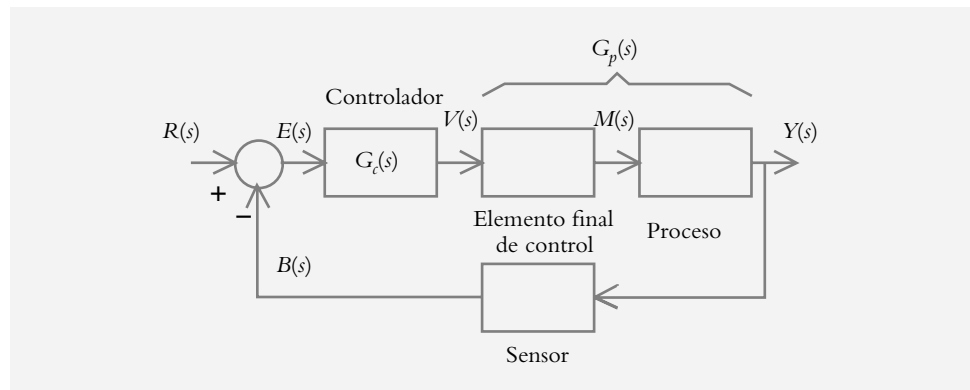 G_p(s)
Controlador
R(s)
E(s)
V(s)
M(s)
Y(s)
G_c(s)
+
−
Elemento final
de control
Proceso
B(s)
Sensor